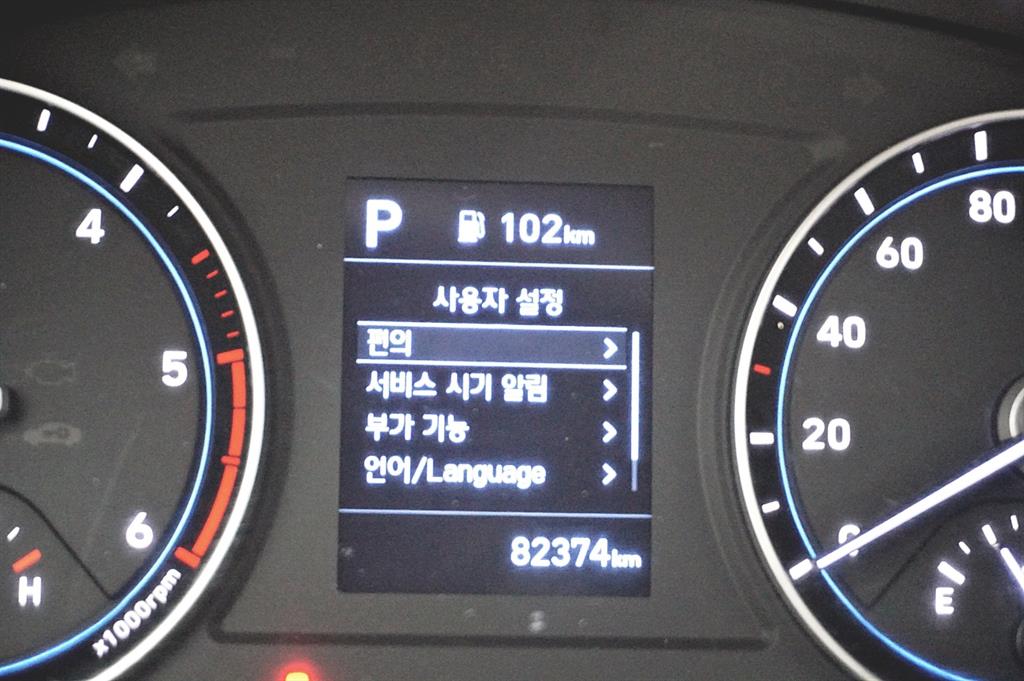 4
5
6
H
x1000rpm
P 102km
사용자 설정
편의
서비스 시기 알림
부가 기능
언어/Language
82374km
80
60
40
20
0
E